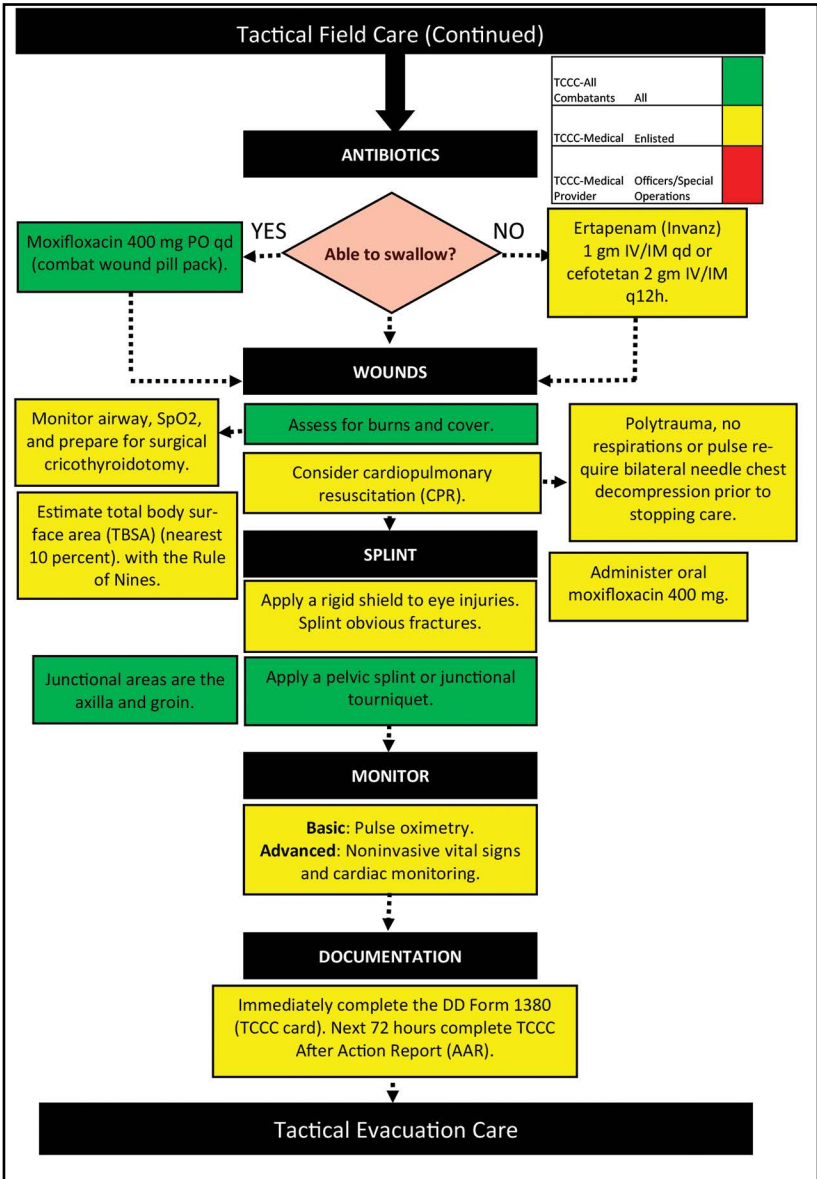 Tactical Field Care (Continued)
TCCC-All
Combatants All
TCCC-Medical Enlisted
TCCC-Medical Officers/Special
Provider Operations
ANTIBIOTICS
Able to swallow?
YES
NO
Moxifloxacin 400 mg PO qd
(combat wound pill pack).
Ertapenam (Invanz)
1 gm IV/IM qd or
cefotetan 2 gm IV/IM
q12h.
WOUNDS
Assess for burns and cover.
Monitor airway, SpO2,
and prepare for surgical
cricothyroidotomy.
Consider cardiopulmonary
resuscitation (CPR).
Polytrauma, no
respirations or pulse re-
quire bilateral needle chest
decompression prior to
stopping care.
Estimate total body sur-
face area (TBSA) (nearest
10 percent). with the Rule
of Nines.
SPLINT
Apply a rigid shield to eye injuries.
Splint obvious fractures.
Administer oral
moxifloxacin 400 mg.
Junctional areas are the
axilla and groin.
Apply a pelvic splint or junctional
tourniquet.
MONITOR
Basic: Pulse oximetry.
Advanced: Noninvasive vital signs
and cardiac monitoring.
DOCUMENTATION
Immediately complete the DD Form 1380
(TCCC card). Next 72 hours complete TCCC
After Action Report (AAR).
Tactical Evacuation Care